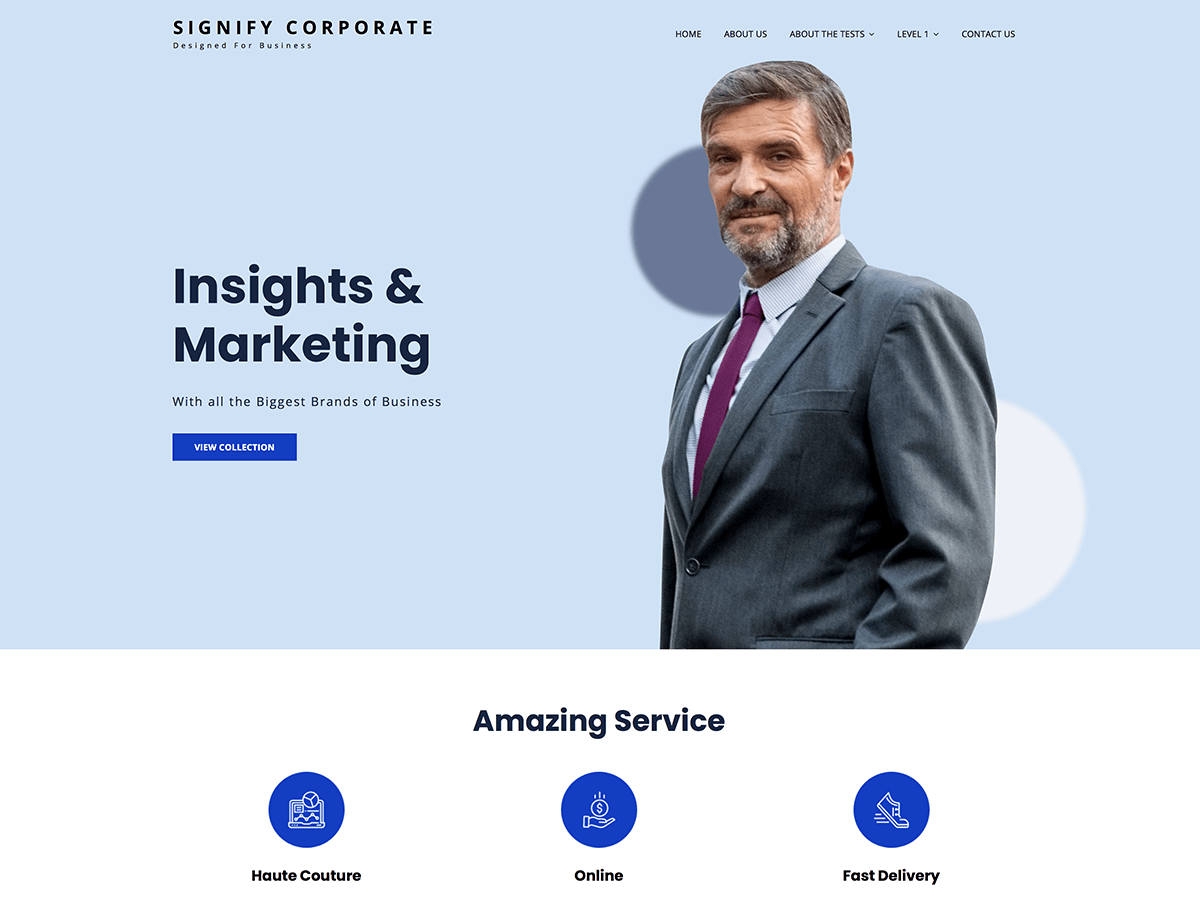 SIGNIFY CORPORATE
Designed For Business
HOME ABOUT US ABOUT THE TESTS LEVEL 1 CONTACT US
Insights &
Marketing
With all the Biggest Brands of Business
VIEW COLLECTION
Amazing Service
$
Haute Couture Online Fast Delivery